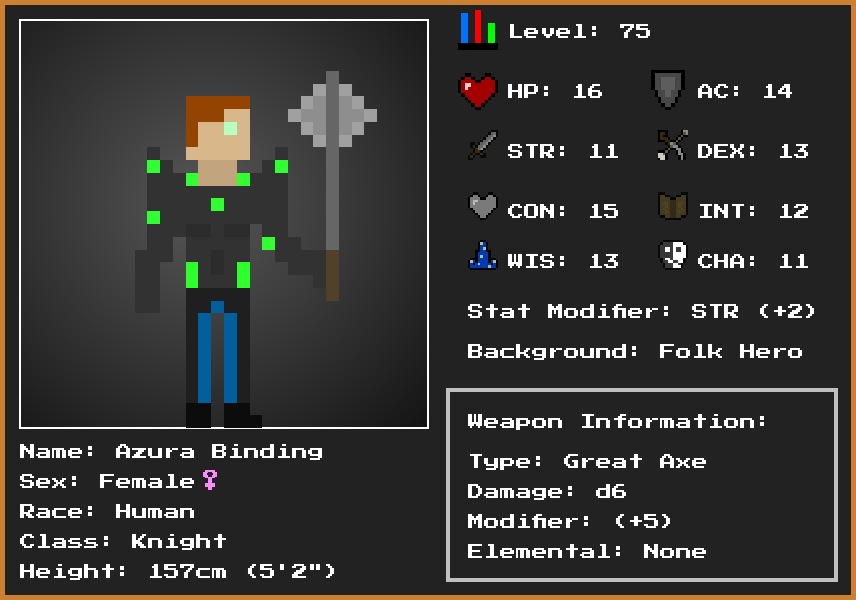 Level: 75
HP: 16
AC: 14
STR: 11
DEX: 13
CON: 15
INT: 12
WIS: 13
CHA: 11
Stat Modifier: STR (+2)
Background: Folk Hero
Weapon Information:
Type: Great Axe
Damage: d6
Modifier: (+5)
Elemental: None
Name: Azura Binding
Sex: Female♀
Race: Human
Class: Knight
Height: 157cm (5'2")